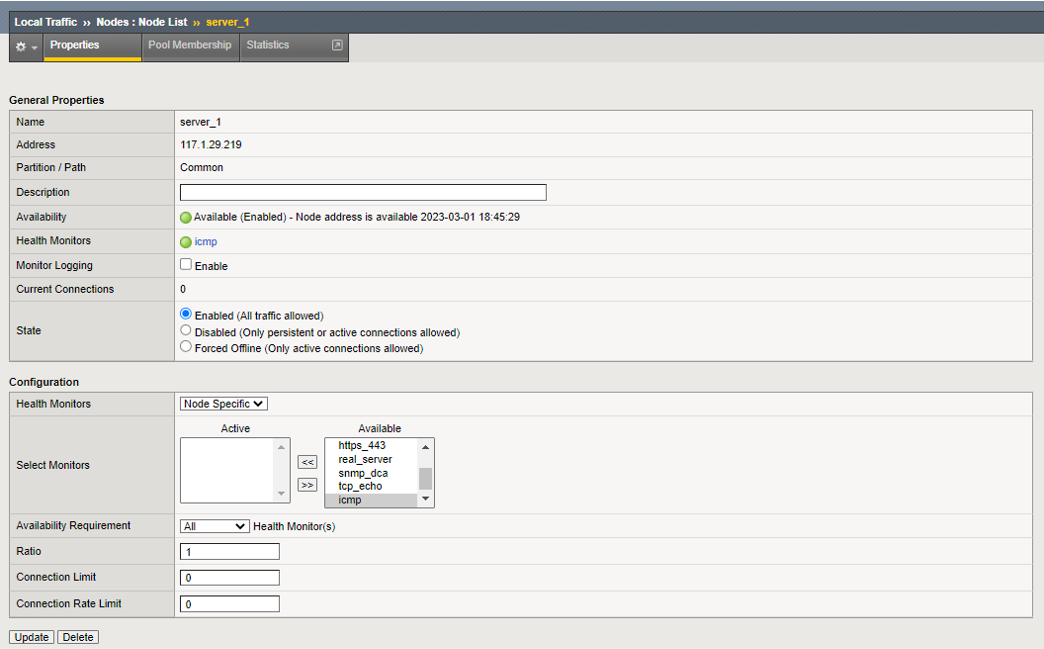 Local Traffic ›› Nodes : Node List ›› server_1
Properties Pool Membership Statistics
General Properties
Name server_1
Address 117.1.29.219
Partition / Path Common
Description
Availability Available (Enabled) - Node address is available 2023-03-01 18:45:29
Health Monitors icmp
Monitor Logging Enable
Current Connections 0
State
Enabled (All traffic allowed)
Disabled (Only persistent or active connections allowed)
Forced Offline (Only active connections allowed)
Configuration
Health Monitors Node Specific
Active Available
Select Monitors
https_443
real_server
snmp_dca
tcp_echo
icmp
<<
>>
Availability Requirement All Health Monitor(s)
Ratio 1
Connection Limit 0
Connection Rate Limit 0
Update Delete